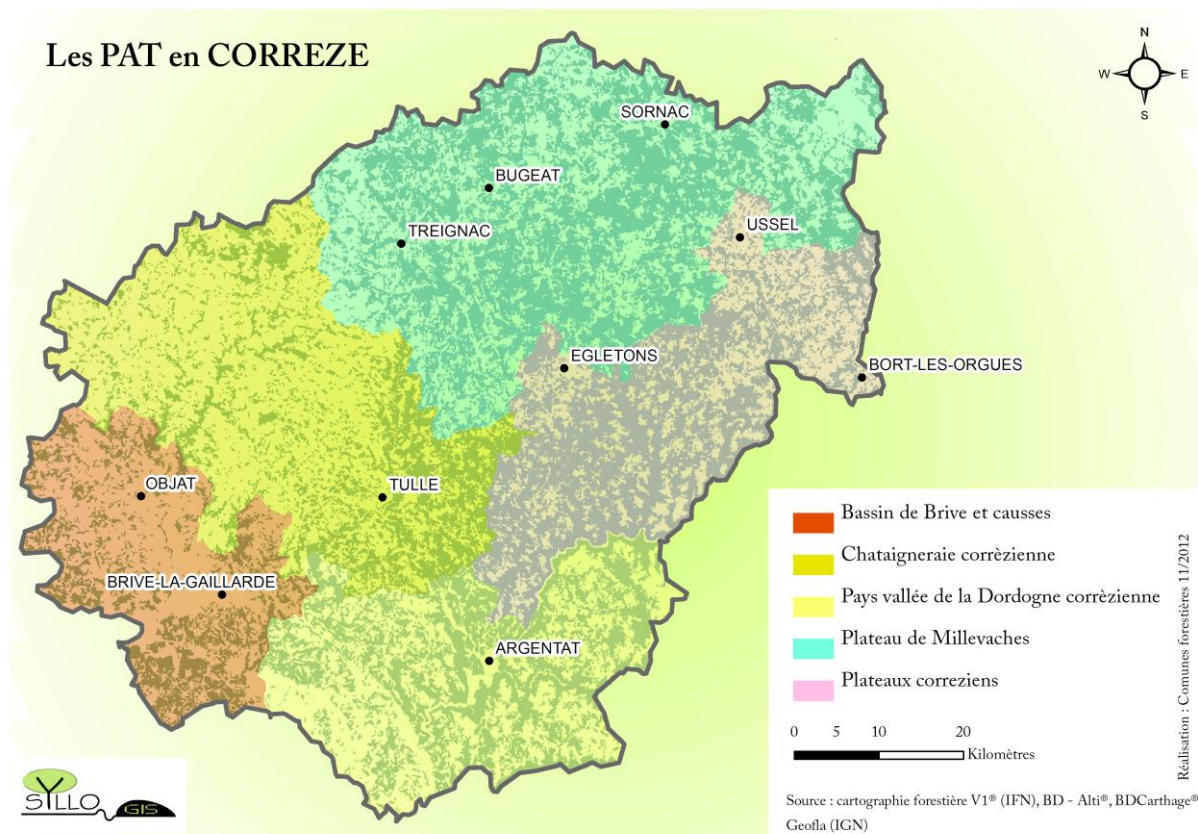 Les PAT en CORREZE
N
W E
S
SORNAC
BUGEAT
TREIGNAC
USSEL
EGLETONS
BORT-LES-ORGUES
OBJAT
TULLE
BRIVE-LA-GAILLARDE
ARGENTAT
Bassin de Brive et causses
Chataigneraie corrèzienne
Pays vallée de la Dordogne corrèzienne
Plateau de Millevaches
Plateaux correziens
0 5 10 20
Kilomètres
Réalisation : Comunes forestières 11/2012
Source : cartographie forestière V1® (IFN), BD - Alti®, BDCarthage®
Geofla (IGN)
SYLLO GIS